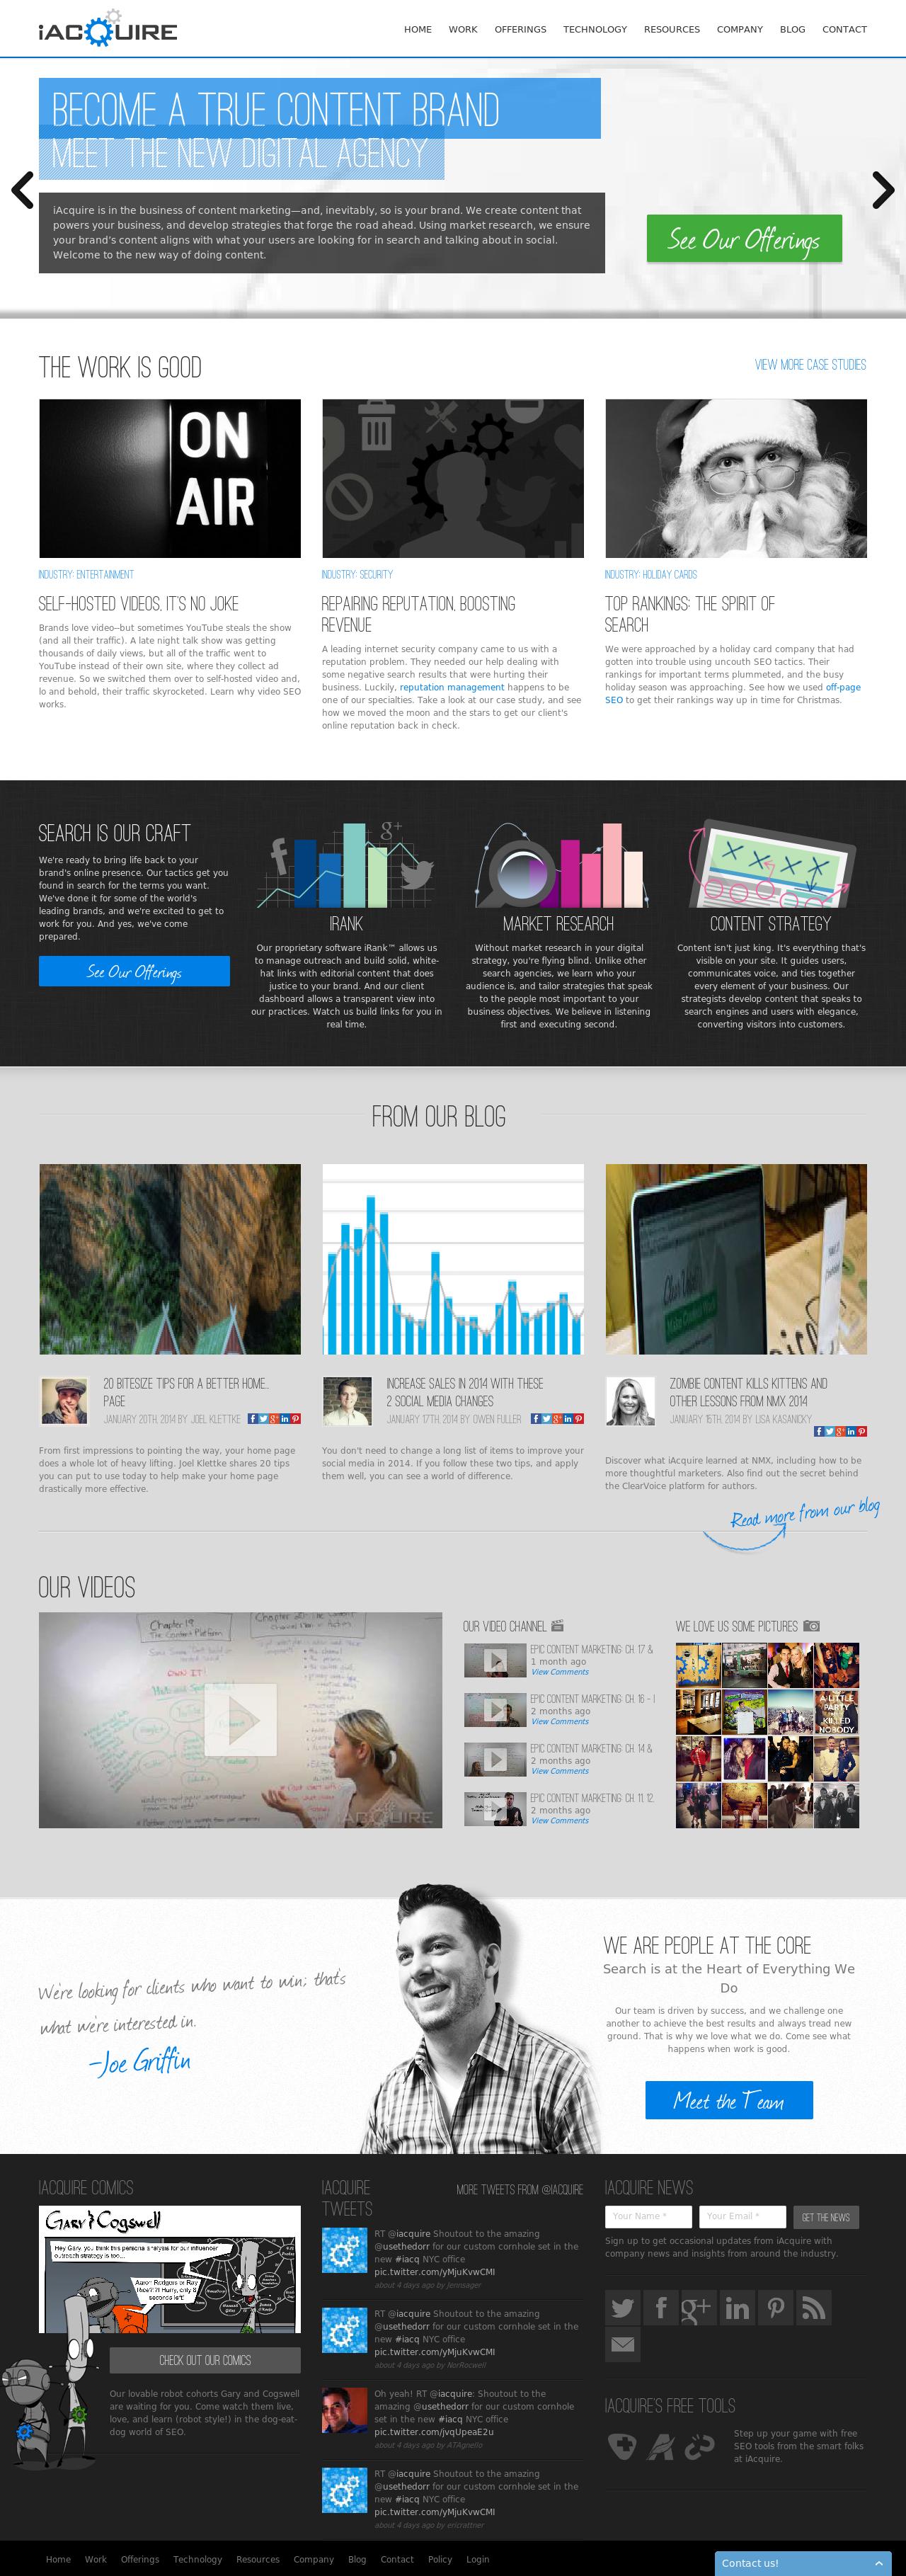 iACQUIRE
HOME WORK OFFERINGS TECHNOLOGY RESOURCES COMPANY BLOG CONTACT
BECOME A TRUE CONTENT BRAND
MEET THE NEW DIGITAL AGENCY
iAcquire is in the business of content marketing—and, inevitably, so is your brand. We create content that
powers your business, and develop strategies that forge the road ahead. Using market research, we ensure
your brand's content aligns with what your users are looking for in search and talking about in social.
Welcome to the new way of doing content.
See Our Offerings
THE WORK IS GOOD
VIEW MORE CASE STUDIES
ON
AIR
INDUSTRY: ENTERTAINMENT
SELF-HOSTED VIDEOS, IT'S NO JOKE
Brands love video--but sometimes YouTube steals the show
(and all their traffic). A late night talk show was getting
thousands of daily views, but all of the traffic went to
YouTube instead of their own site, where they collect ad
revenue. So we switched them over to self-hosted video and,
lo and behold, their traffic skyrocketed. Learn why video SEO
works.
INDUSTRY: SECURITY
REPAIRING REPUTATION, BOOSTING
REVENUE
A leading internet security company came to us with a
reputation problem. They needed our help dealing with
some negative search results that were hurting their
business. Luckily, reputation management happens to be
one of our specialties. Take a look at our case study, and see
how we moved the moon and the stars to get our client's
online reputation back in check.
INDUSTRY: HOLIDAY CARDS
TOP RANKINGS: THE SPIRIT OF
SEARCH
We were approached by a holiday card company that had
gotten into trouble using uncouth SEO tactics. Their
rankings for important terms plummeted, and the busy
holiday season was approaching. See how we used off-page
SEO to get their rankings way up in time for Christmas.
SEARCH IS OUR CRAFT
We're ready to bring life back to your
brand's online presence. Our tactics get you
found in search for the terms you want.
We've done it for some of the world's
leading brands, and we're excited to get to
work for you. And yes, we've come
prepared.
See Our Offerings
IRANK
Our proprietary software iRank™ allows us
to manage outreach and build solid, white-
hat links with editorial content that does
justice to your brand. And our client
dashboard allows a transparent view into
our practices. Watch us build links for you in
real time.
MARKET RESEARCH
Without market research in your digital
strategy, you're flying blind. Unlike other
search agencies, we learn who your
audience is, and tailor strategies that speak
to the people most important to your
business objectives. We believe in listening
first and executing second.
CONTENT STRATEGY
Content isn't just king. It's everything that's
visible on your site. It guides users,
communicates voice, and ties together
every element of your business. Our
strategists develop content that speaks to
search engines and users with elegance,
converting visitors into customers.
FROM OUR BLOG
20 BITESIZE TIPS FOR A BETTER HOME...
PAGE
JANUARY 20TH, 2014 BY JOEL KLETTKE
From first impressions to pointing the way, your home page
does a whole lot of heavy lifting. Joel Klettke shares 20 tips
you can put to use today to help make your home page
drastically more effective.
INCREASE SALES IN 2014 WITH THESE
2 SOCIAL MEDIA CHANGES
JANUARY 17TH, 2014 BY OWEN FULLER
You don't need to change a long list of items to improve your
social media in 2014. If you follow these two tips, and apply
them well, you can see a world of difference.
ZOMBIE CONTENT KILLS KITTENS AND
OTHER LESSONS FROM NMX 2014
JANUARY 15TH, 2014 BY LISA KASANICKY
Discover what iAcquire learned at NMX, including how to be
more thoughtful marketers. Also find out the secret behind
the ClearVoice platform for authors.
Read more from our blog
OUR VIDEOS
Chapter 19
The Content Platform
OWN IT!
iACQUIRE
OUR VIDEO CHANNEL
EPIC CONTENT MARKETING: CH. 17 &
1 month ago
View Comments
EPIC CONTENT MARKETING: CH. 16 - I
2 months ago
View Comments
EPIC CONTENT MARKETING: CH. 14 &
2 months ago
View Comments
EPIC CONTENT MARKETING: CH. 11, 12,
2 months ago
View Comments
WE LOVE US SOME PICTURES
A LITTLE
PARTY
KILLED
NOBODY
We're looking for clients who want to win; that's
what we're interested in.
-Joe Griffin
WE ARE PEOPLE AT THE CORE
Search is at the Heart of Everything We
Do
Our team is driven by success, and we challenge one
another to achieve the best results and always tread new
ground. That is why we love what we do. Come see what
happens when work is good.
Meet the Team
IACQUIRE COMICS
Gary & Cogswell
Hey Gary, did you finish the persona analysis for our influencer
outreach strategy is too...
CHECK OUT OUR COMICS
Our lovable robot cohorts Gary and Cogswell
are waiting for you. Come watch them live,
love, and learn (robot style!) in the dog-eat-
dog world of SEO.
IACQUIRE
TWEETS
MORE TWEETS FROM @IACQUIRE
RT @iacquire Shoutout to the amazing
@usethedorr for our custom cornhole set in the
new #iacq NYC office
pic.twitter.com/yMjuKvwCMI
about 4 days ago by jennsager
RT @iacquire Shoutout to the amazing
@usethedorr for our custom cornhole set in the
new #iacq NYC office
pic.twitter.com/yMjuKvwCMI
about 4 days ago by NorRocwell
Oh yeah! RT @iacquire: Shoutout to the
amazing @usethedorr for our custom cornhole
set in the new #iacq NYC office
pic.twitter.com/jvqUpeaE2u
about 4 days ago by ATAgnello
RT @iacquire Shoutout to the amazing
@usethedorr for our custom cornhole set in the
new #iacq NYC office
pic.twitter.com/yMjuKvwCMI
about 4 days ago by ericrattner
IACQUIRE NEWS
Your Name * Your Email * GET THE NEWS
Sign up to get occasional updates from iAcquire with
company news and insights from around the industry.
IACQUIRE'S FREE TOOLS
Step up your game with free
SEO tools from the smart folks
at iAcquire.
Home Work Offerings Technology Resources Company Blog Contact Policy Login
Contact us!